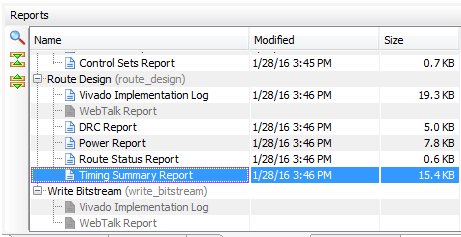 Reports
Name Modified Size
Control Sets Report 1/28/16 3:45 PM 0.7 KB
Route Design (route_design)
Vivado Implementation Log 1/28/16 3:46 PM 19.3 KB
WebTalk Report
DRC Report 1/28/16 3:46 PM 5.0 KB
Power Report 1/28/16 3:46 PM 7.8 KB
Route Status Report 1/28/16 3:46 PM 0.6 KB
Timing Summary Report 1/28/16 3:46 PM 15.4 KB
Write Bitstream (write_bitstream)
Vivado Implementation Log
WebTalk Report